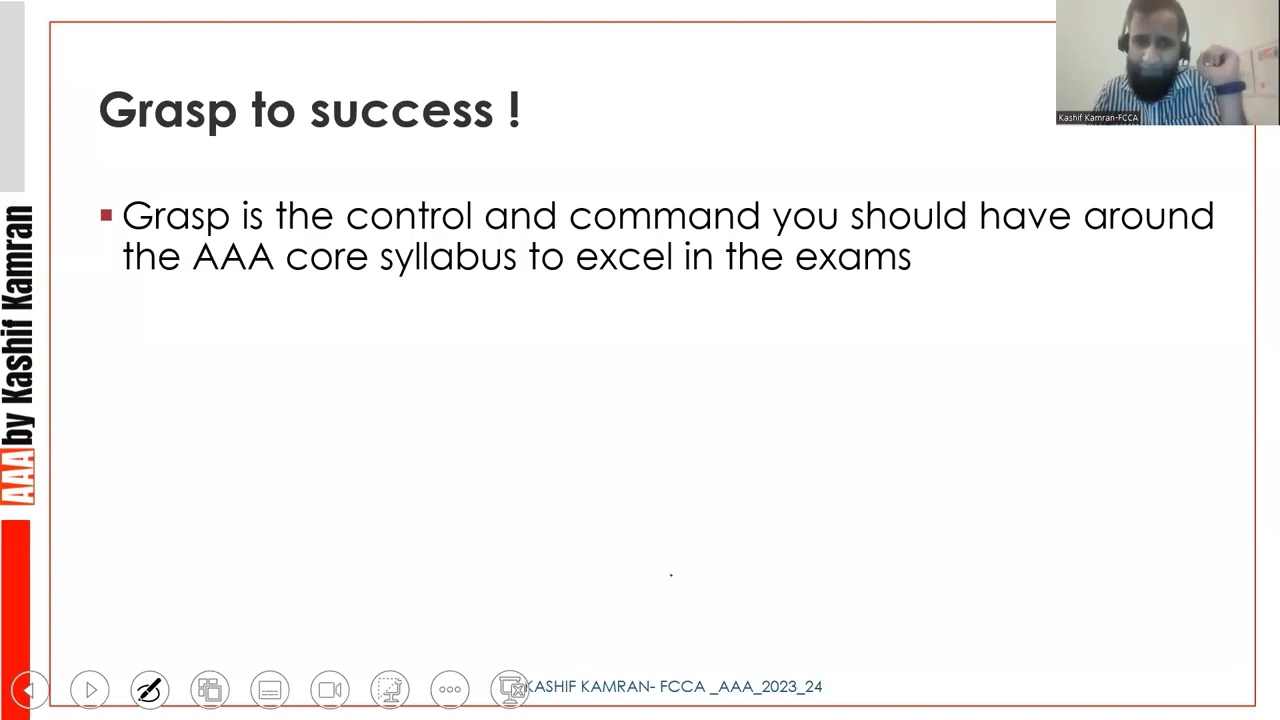 Grasp to success !
Kashif Kamran-FCCA
Grasp is the control and command you should have around
the AAA core syllabus to excel in the exams
AAA by Kashif Kamran
KASHIF KAMRAN- FCCA _AAA_2023_24